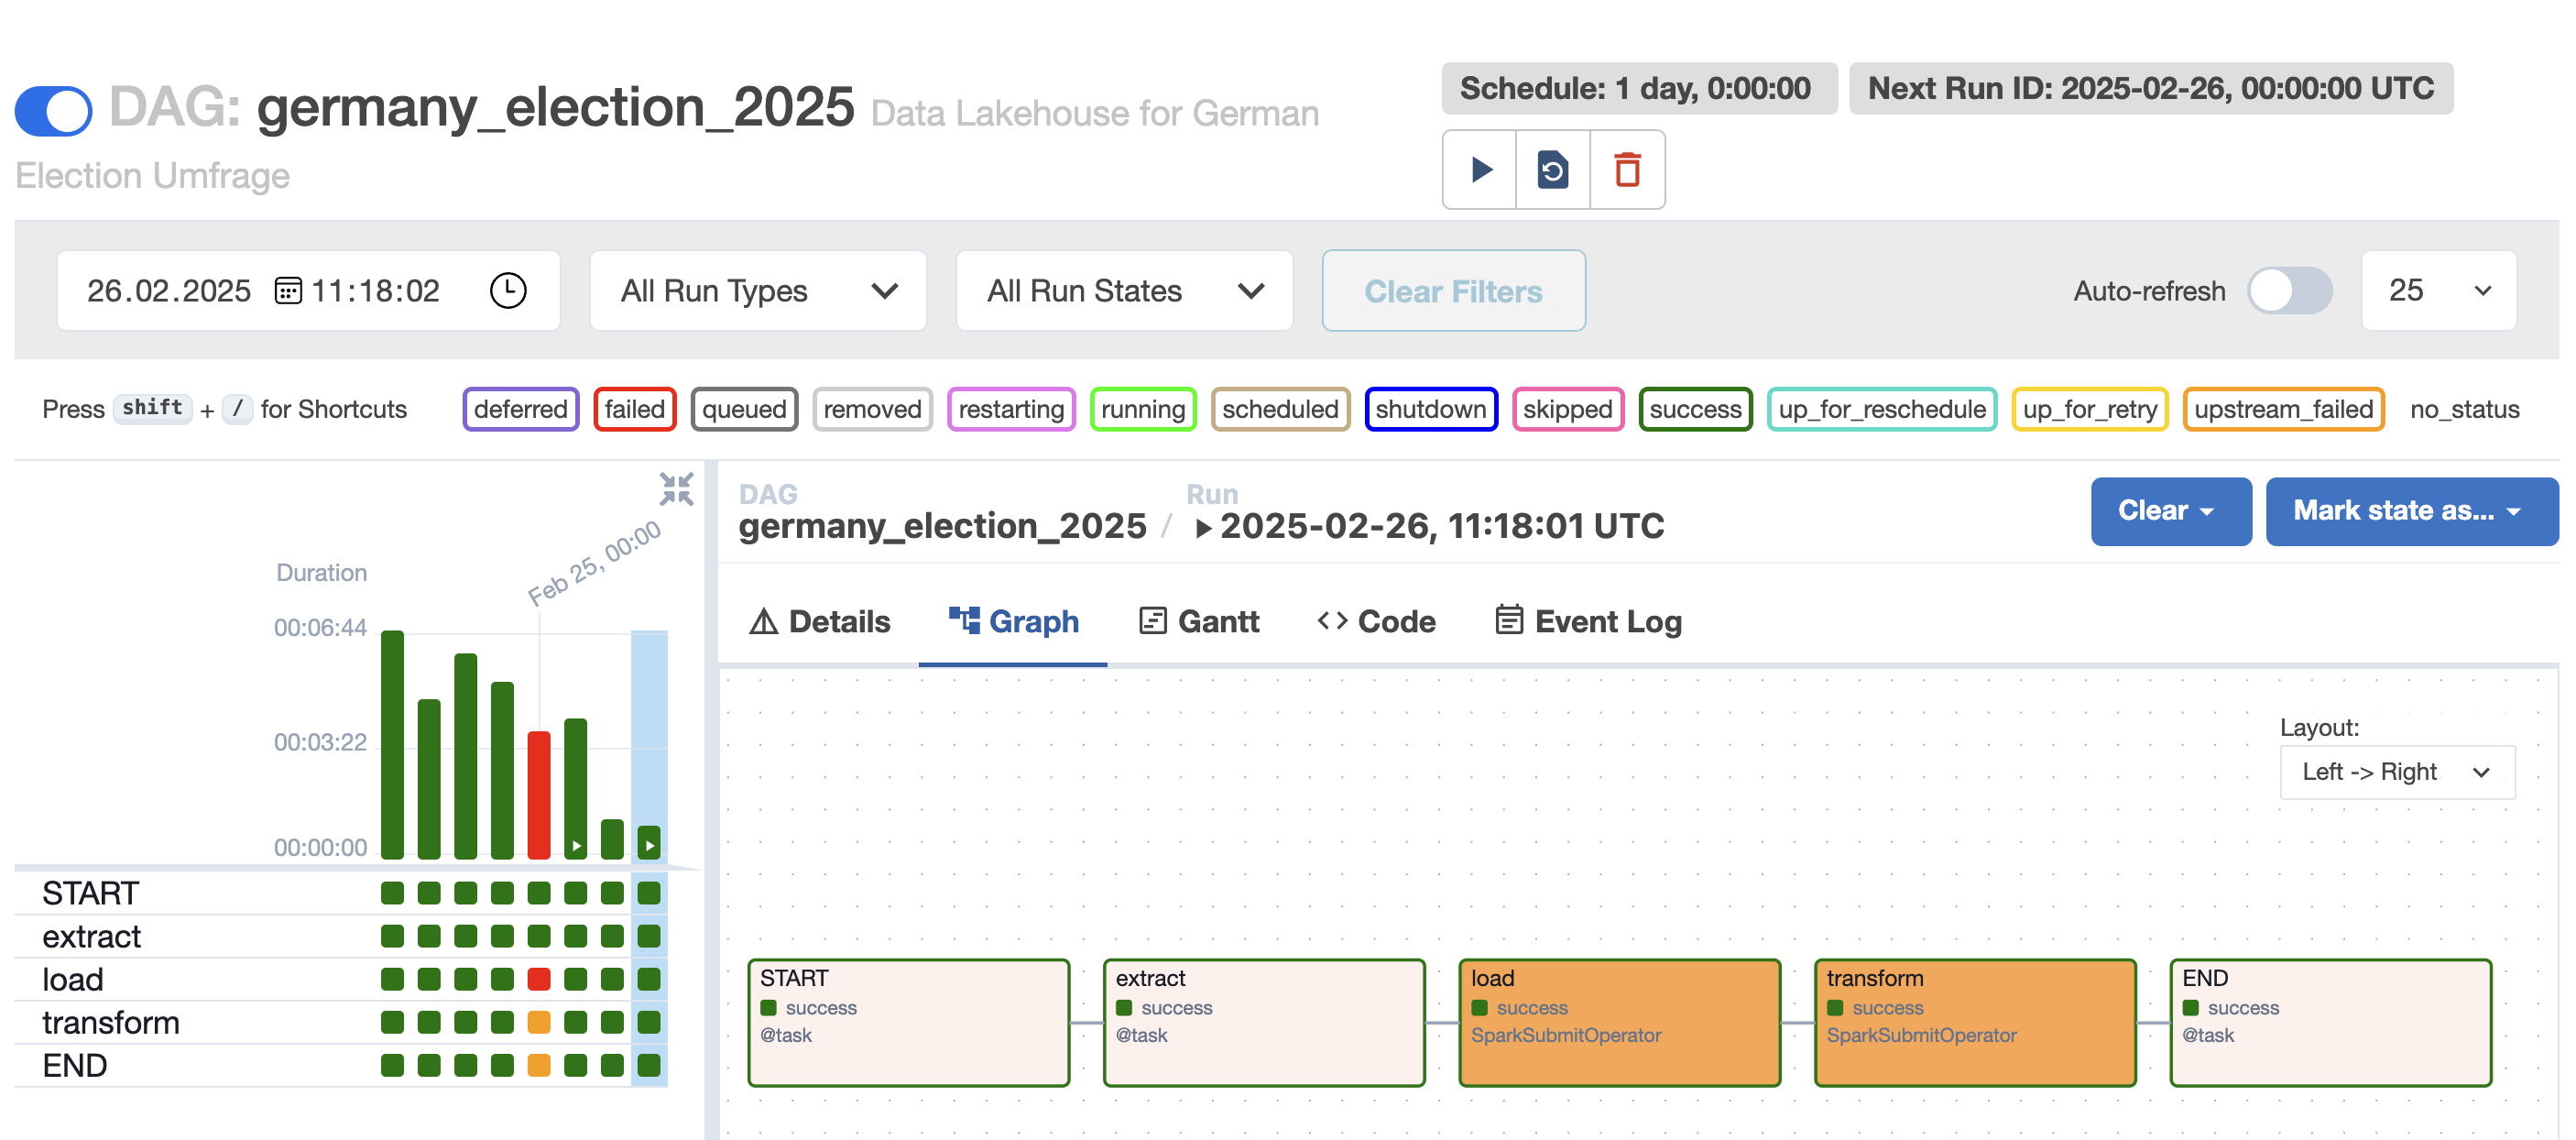 DAG: germany_election_2025 Data Lakehouse for German
Election Umfrage
Schedule: 1 day, 0:00:00
Next Run ID: 2025-02-26, 00:00:00 UTC
26.02.2025 11:18:02
All Run Types
All Run States
Clear Filters
Auto-refresh
25
Press shift + / for Shortcuts
deferred
failed
queued
removed
restarting
running
scheduled
shutdown
skipped
success
up_for_reschedule
up_for_retry
upstream_failed
no_status
Feb 25, 00:00
Duration
00:06:44
00:03:22
00:00:00
START
extract
load
transform
END
DAG
germany_election_2025 /
Run
2025-02-26, 11:18:01 UTC
Clear
Mark state as...
Details
Graph
Gantt
Code
Event Log
Layout:
Left -> Right
START
success
@task
extract
success
@task
load
success
SparkSubmitOperator
transform
success
SparkSubmitOperator
END
success
@task